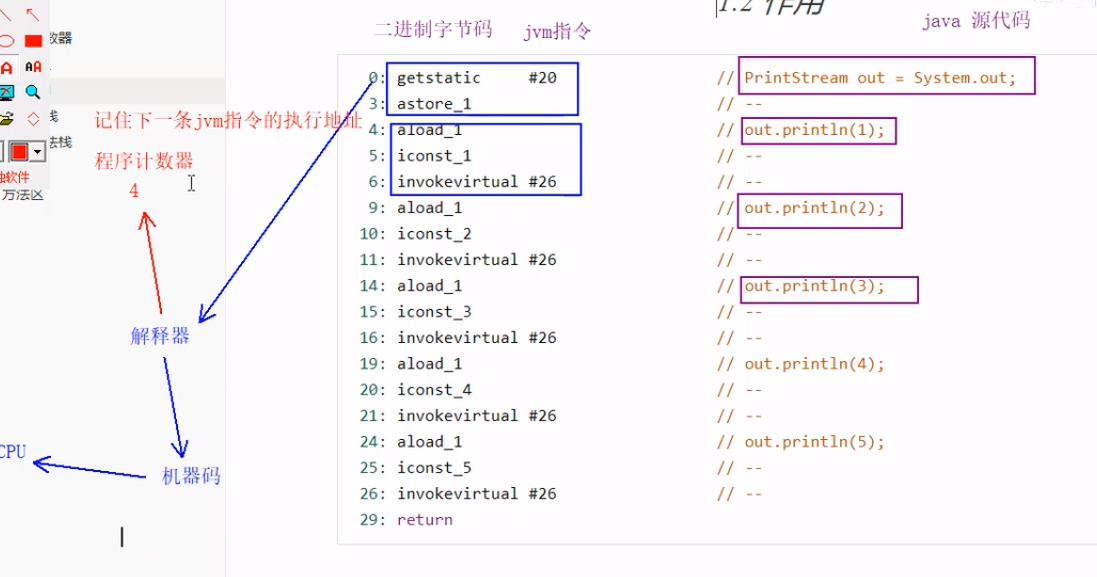 1.2 作用
二进制字节码 jvm指令 java 源代码
数器
栈
法栈
方法区
记住下一条jvm指令的执行地址
程序计数器
4
解释器
机器码
CPU
0: getstatic #20 // PrintStream out = System.out;
3: astore_1 // --
4: aload_1 // out.println(1);
5: iconst_1 // --
6: invokevirtual #26 // --
9: aload_1 // out.println(2);
10: iconst_2 // --
11: invokevirtual #26 // --
14: aload_1 // out.println(3);
15: iconst_3 // --
16: invokevirtual #26 // --
19: aload_1 // out.println(4);
20: iconst_4 // --
21: invokevirtual #26 // --
24: aload_1 // out.println(5);
25: iconst_5 // --
26: invokevirtual #26 // --
29: return